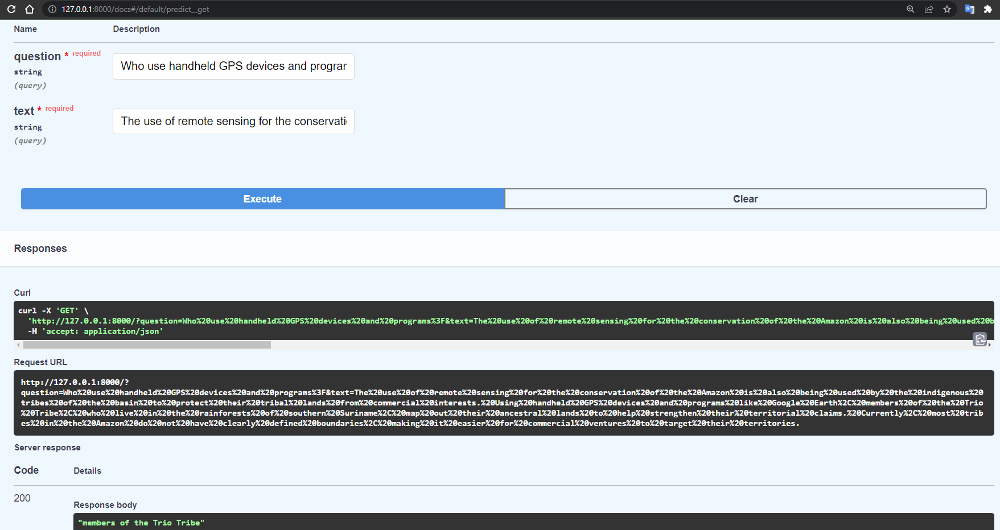 127.0.0.1:8000/docs#/default/predict__get
Name Description
question * required
string
(query)
Who use handheld GPS devices and program
text * required
string
(query)
The use of remote sensing for the conservati
Execute Clear
Responses
Curl
curl -X 'GET' \
'http://127.0.0.1:8000/?question=Who%20use%20handheld%20GPS%20devices%20and%20programs%3F&text=The%20use%20of%20remote%20sensing%20for%20the%20conservation%20of%20the%20Amazon%20is%20also%20being%20used%20b
-H 'accept: application/json'
Request URL
http://127.0.0.1:8000/?
question=Who%20use%20handheld%20GPS%20devices%20and%20programs%3F&text=The%20use%20of%20remote%20sensing%20for%20the%20conservation%20of%20the%20Amazon%20is%20also%20being%20used%20by%20the%20indigenous%20
tribes%20of%20the%20basin%20to%20protect%20their%20tribal%20lands%20from%20commercial%20interests.%20Using%20handheld%20GPS%20devices%20and%20programs%20like%20Google%20Earth%2C%20members%20of%20the%20Trio
%20Tribe%2C%20who%20live%20in%20the%20rainforests%20of%20southern%20Suriname%2C%20map%20out%20their%20ancestral%20lands%20to%20help%20strengthen%20their%20territorial%20claims.%20Currently%2C%20most%20trib
es%20in%20the%20Amazon%20do%20not%20have%20clearly%20defined%20boundaries%2C%20making%20it%20easier%20for%20commercial%20ventures%20to%20target%20their%20territories.
Server response
Code Details
200
Response body
"members of the Trio Tribe"